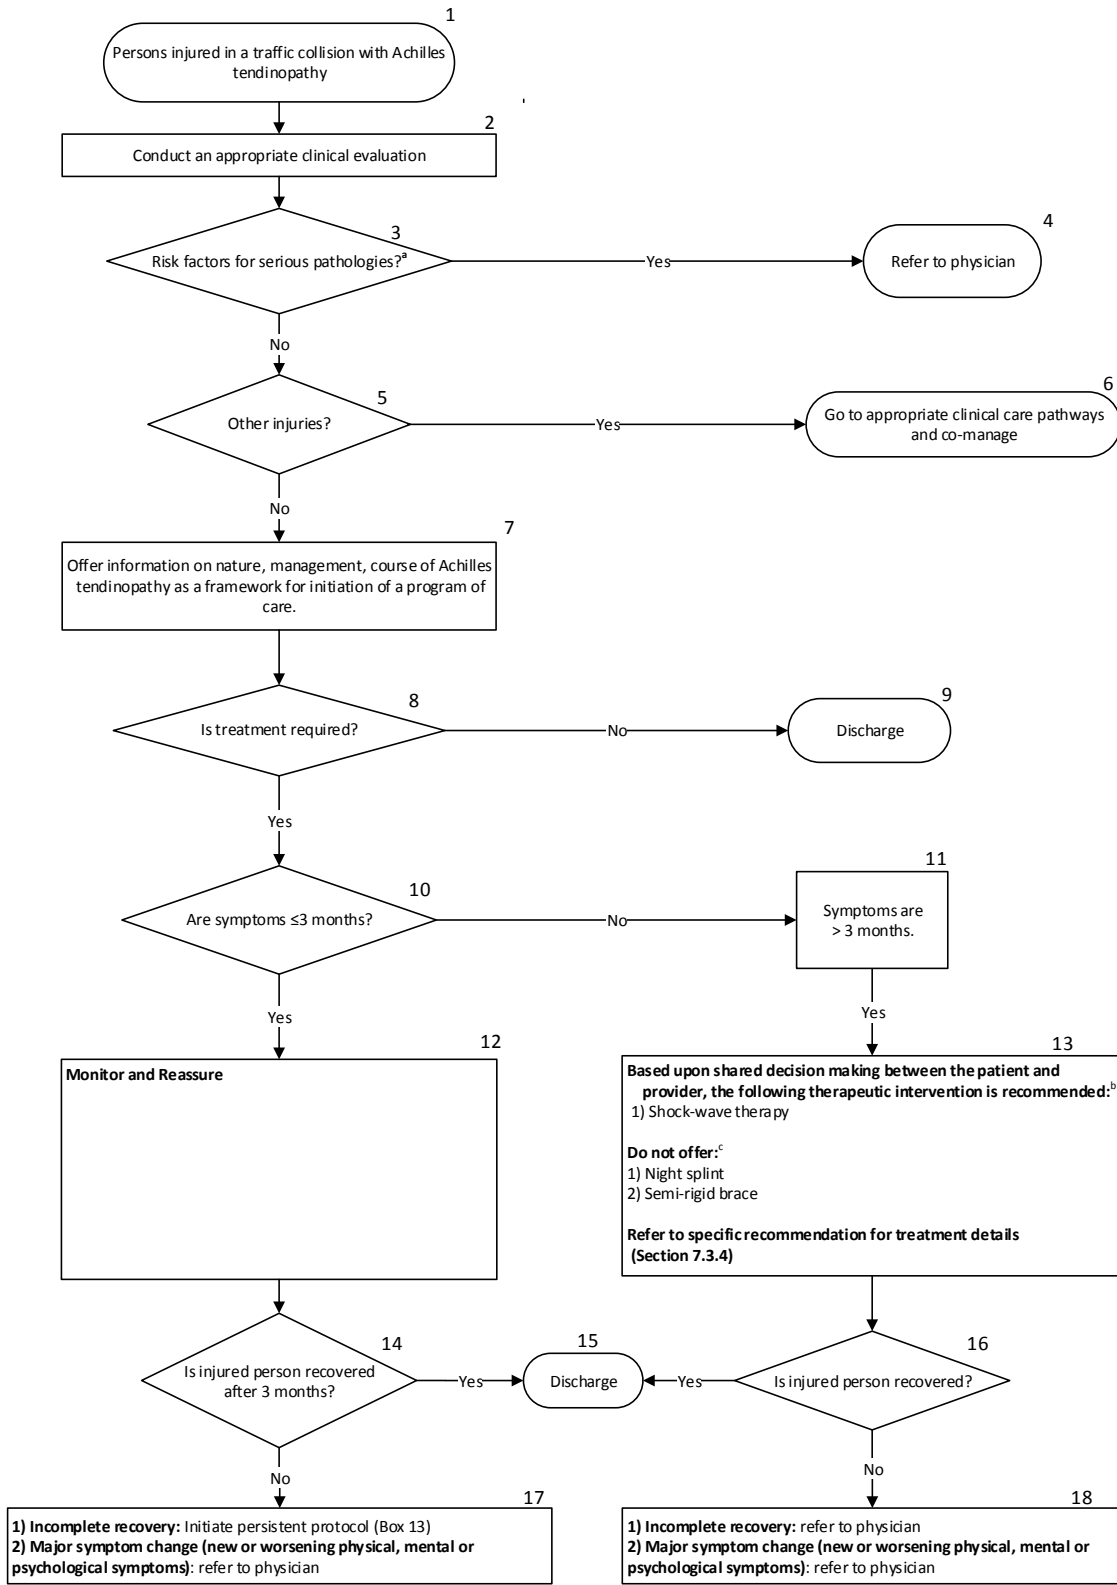 1
Persons injured in a traffic collision with Achilles
tendinopathy
2
Conduct an appropriate clinical evaluation
3
Risk factors for serious pathologies?ᵃ
Yes
4
Refer to physician
No
5
Other injuries?
Yes
6
Go to appropriate clinical care pathways
and co-manage
No
7
Offer information on nature, management, course of Achilles
tendinopathy as a framework for initiation of a program of
care.
8
Is treatment required?
No
9
Discharge
Yes
10
Are symptoms ≤3 months?
No
11
Symptoms are
> 3 months.
Yes
Yes
12
Monitor and Reassure
13
Based upon shared decision making between the patient and
provider, the following therapeutic intervention is recommended:ᵇ
1) Shock-wave therapy
Do not offer:ᶜ
1) Night splint
2) Semi-rigid brace
Refer to specific recommendation for treatment details
(Section 7.3.4)
14
Is injured person recovered
after 3 months?
Yes
15
Discharge
Yes
16
Is injured person recovered?
No
No
17
1) Incomplete recovery: Initiate persistent protocol (Box 13)
2) Major symptom change (new or worsening physical, mental or
psychological symptoms): refer to physician
18
1) Incomplete recovery: refer to physician
2) Major symptom change (new or worsening physical, mental or
psychological symptoms): refer to physician